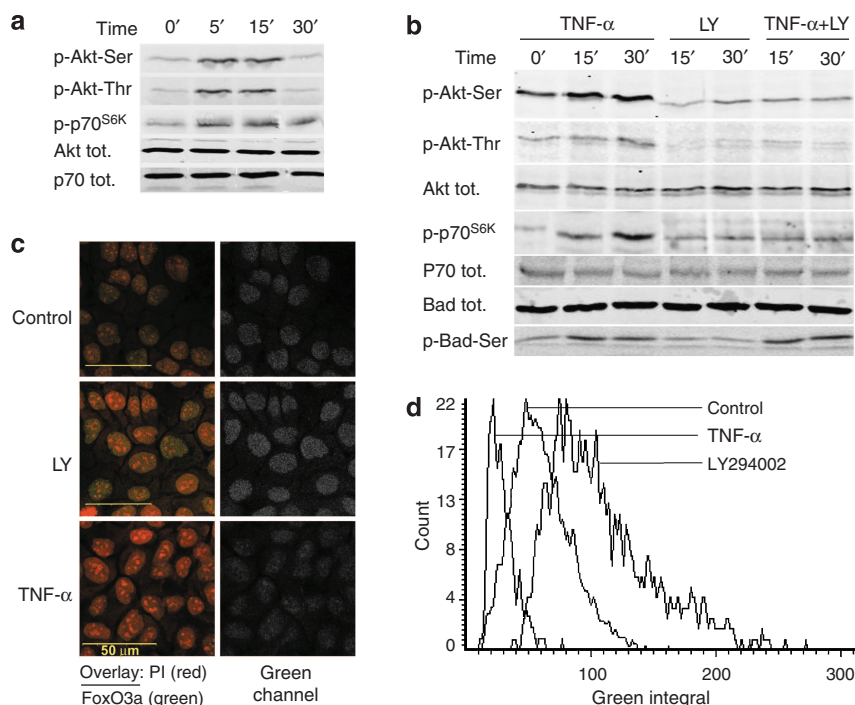 a
Time 0′ 5′ 15′ 30′
p-Akt-Ser
p-Akt-Thr
p-p70S6K
Akt tot.
p70 tot.
b
TNF-α LY TNF-α+LY
Time 0′ 15′ 30′ 15′ 30′ 15′ 30′
p-Akt-Ser
p-Akt-Thr
Akt tot.
p-p70S6K
P70 tot.
Bad tot.
p-Bad-Ser
c
Control
LY
TNF-α
50 μm
Overlay: PI (red)
FoxO3a (green)
Green
channel
d
Control
TNF-α
LY294002
Count
22
17
13
8
4
0
100 200 300
Green integral